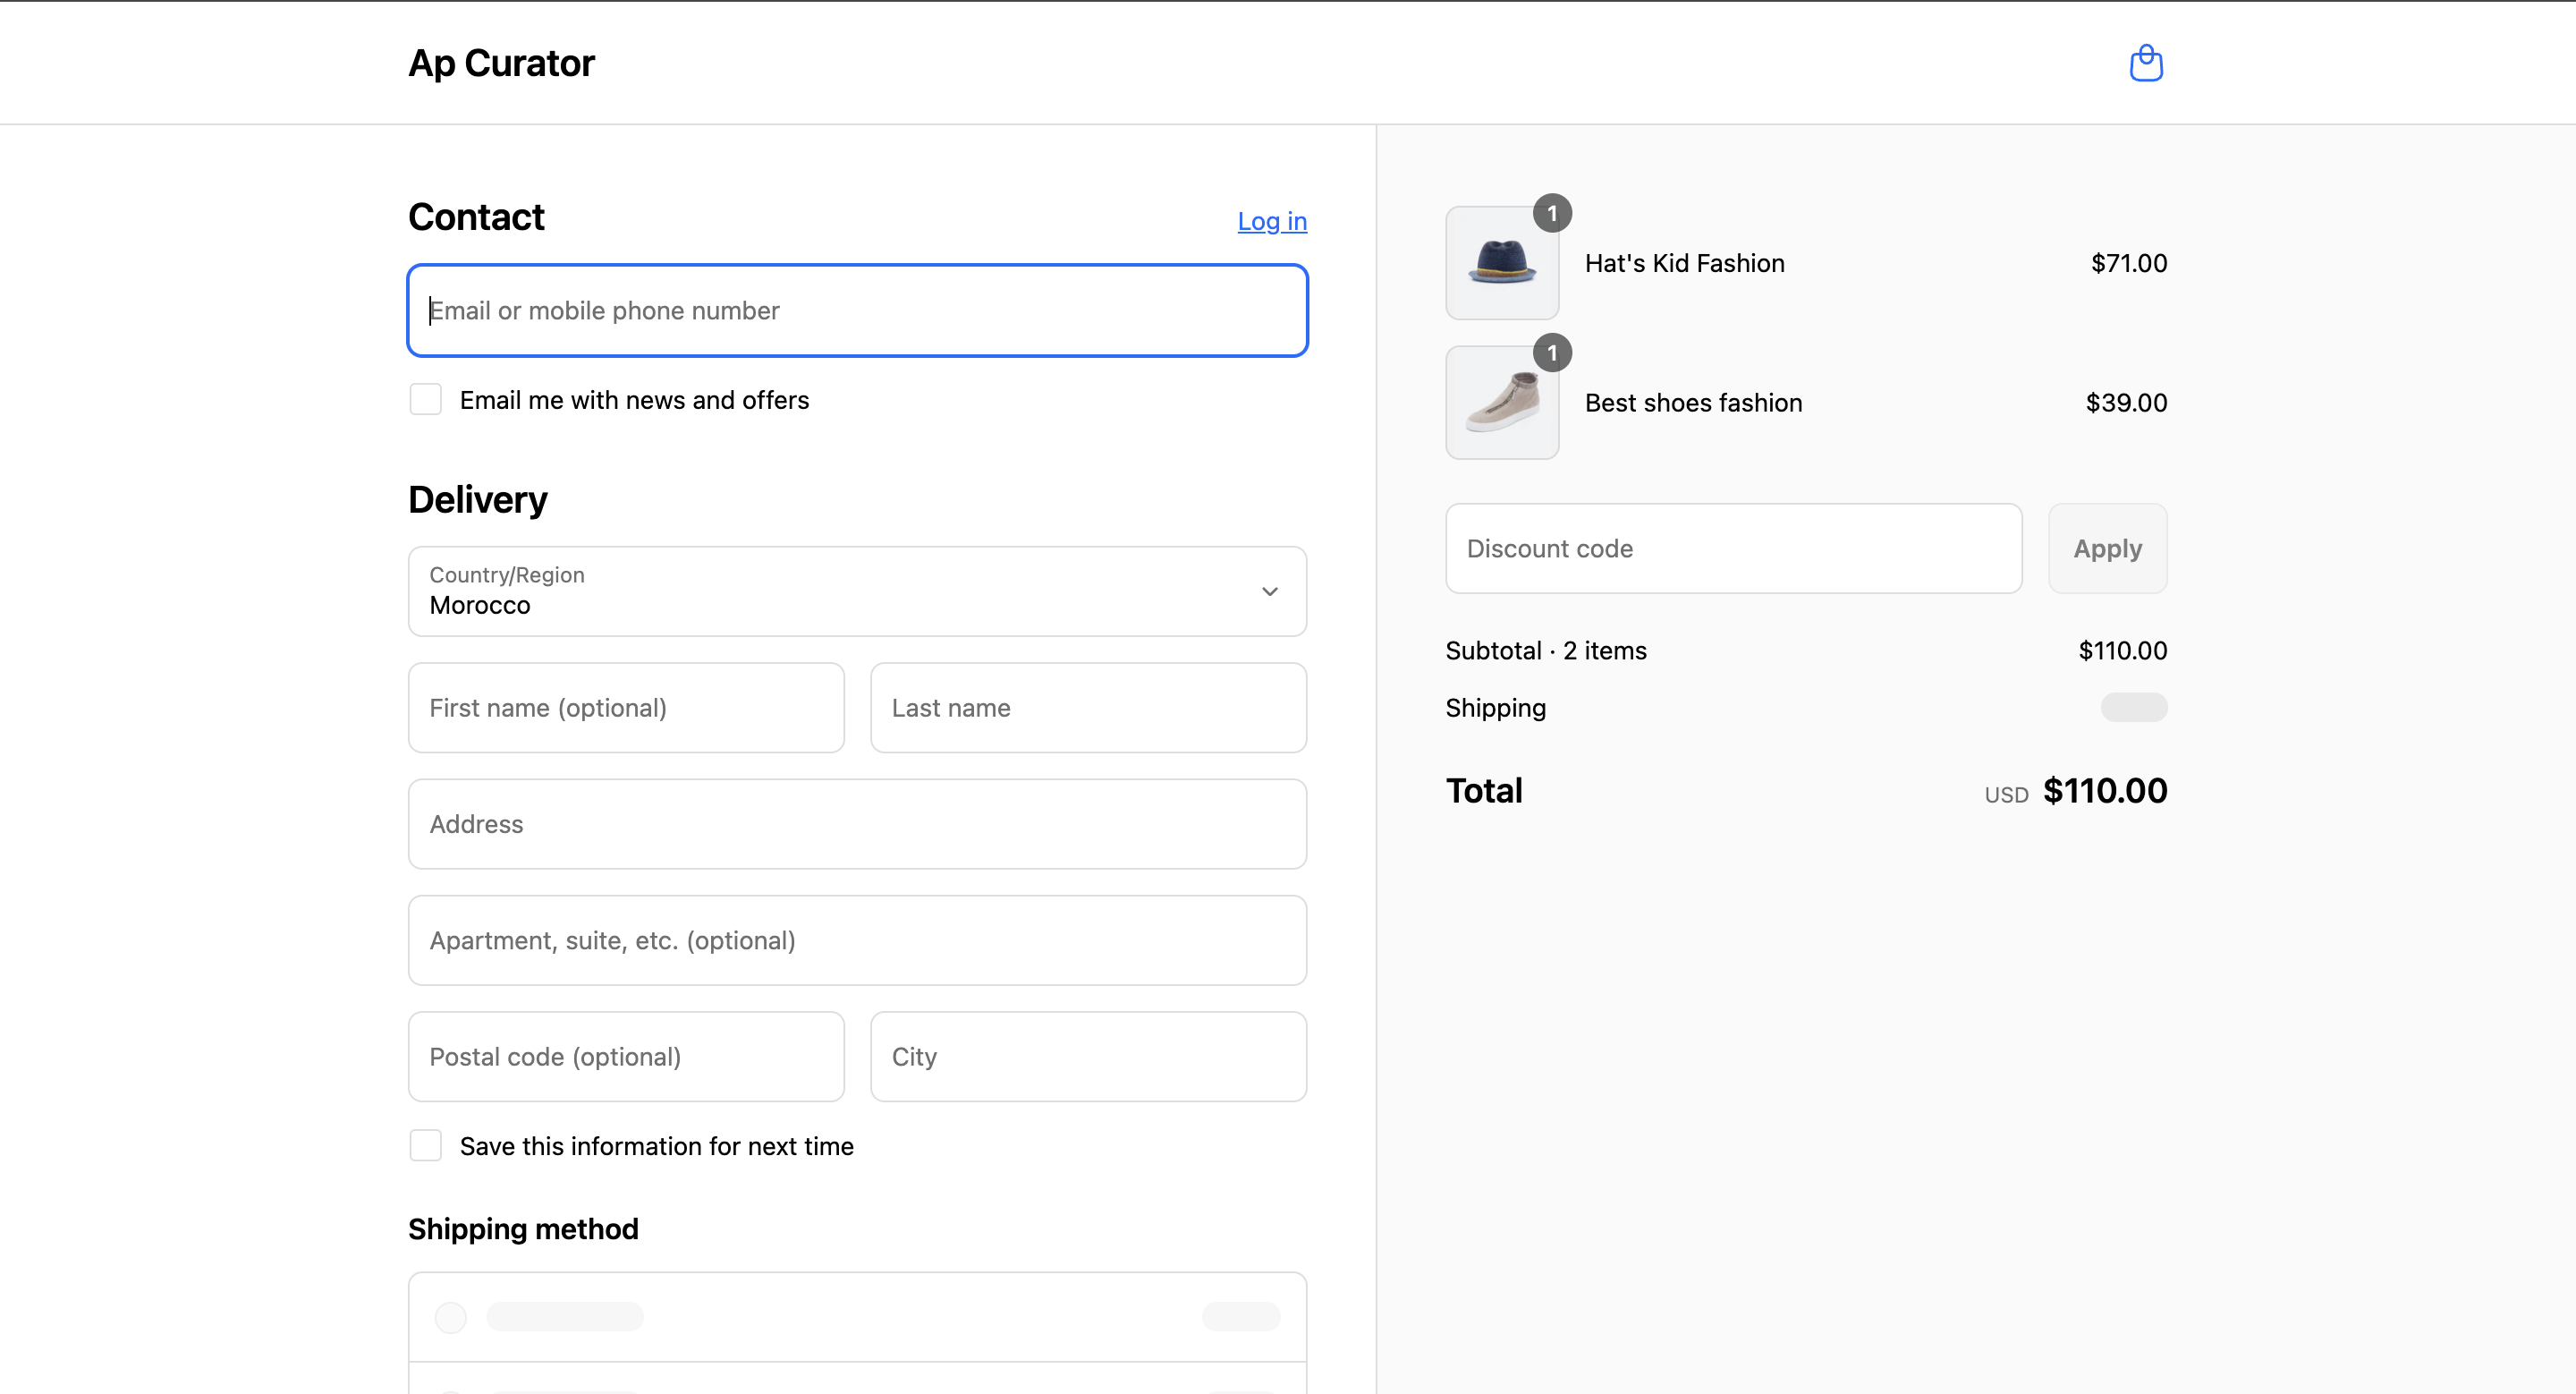 Ap Curator
Contact
Log in
Email or mobile phone number
Email me with news and offers
Delivery
Country/Region
Morocco
First name (optional)
Last name
Address
Apartment, suite, etc. (optional)
Postal code (optional)
City
Save this information for next time
Shipping method
1
Hat's Kid Fashion
$71.00
1
Best shoes fashion
$39.00
Discount code
Apply
Subtotal · 2 items
$110.00
Shipping
Total
USD $110.00